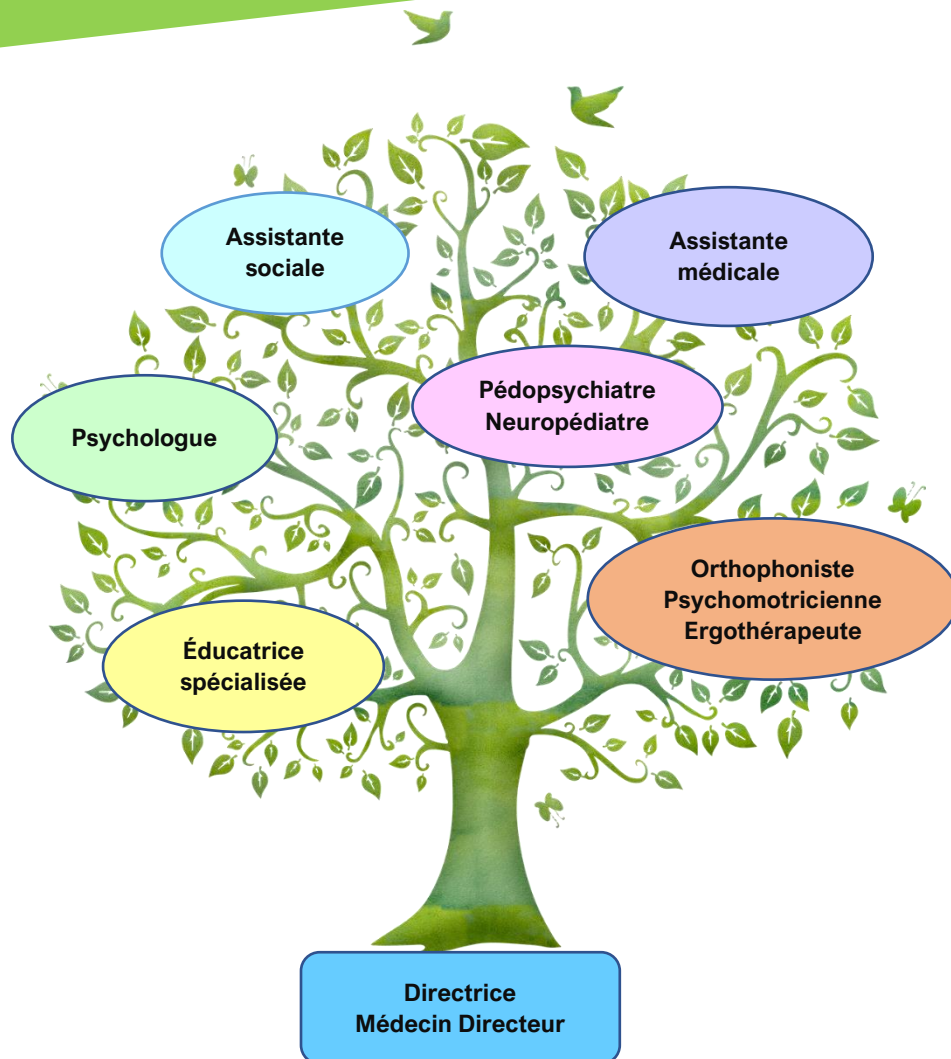 Assistante
sociale
Assistante
médicale
Pédopsychiatre
Neuropédiatre
Psychologue
Orthophoniste
Psychomotricienne
Ergothérapeute
Éducatrice
spécialisée
Directrice
Médecin Directeur